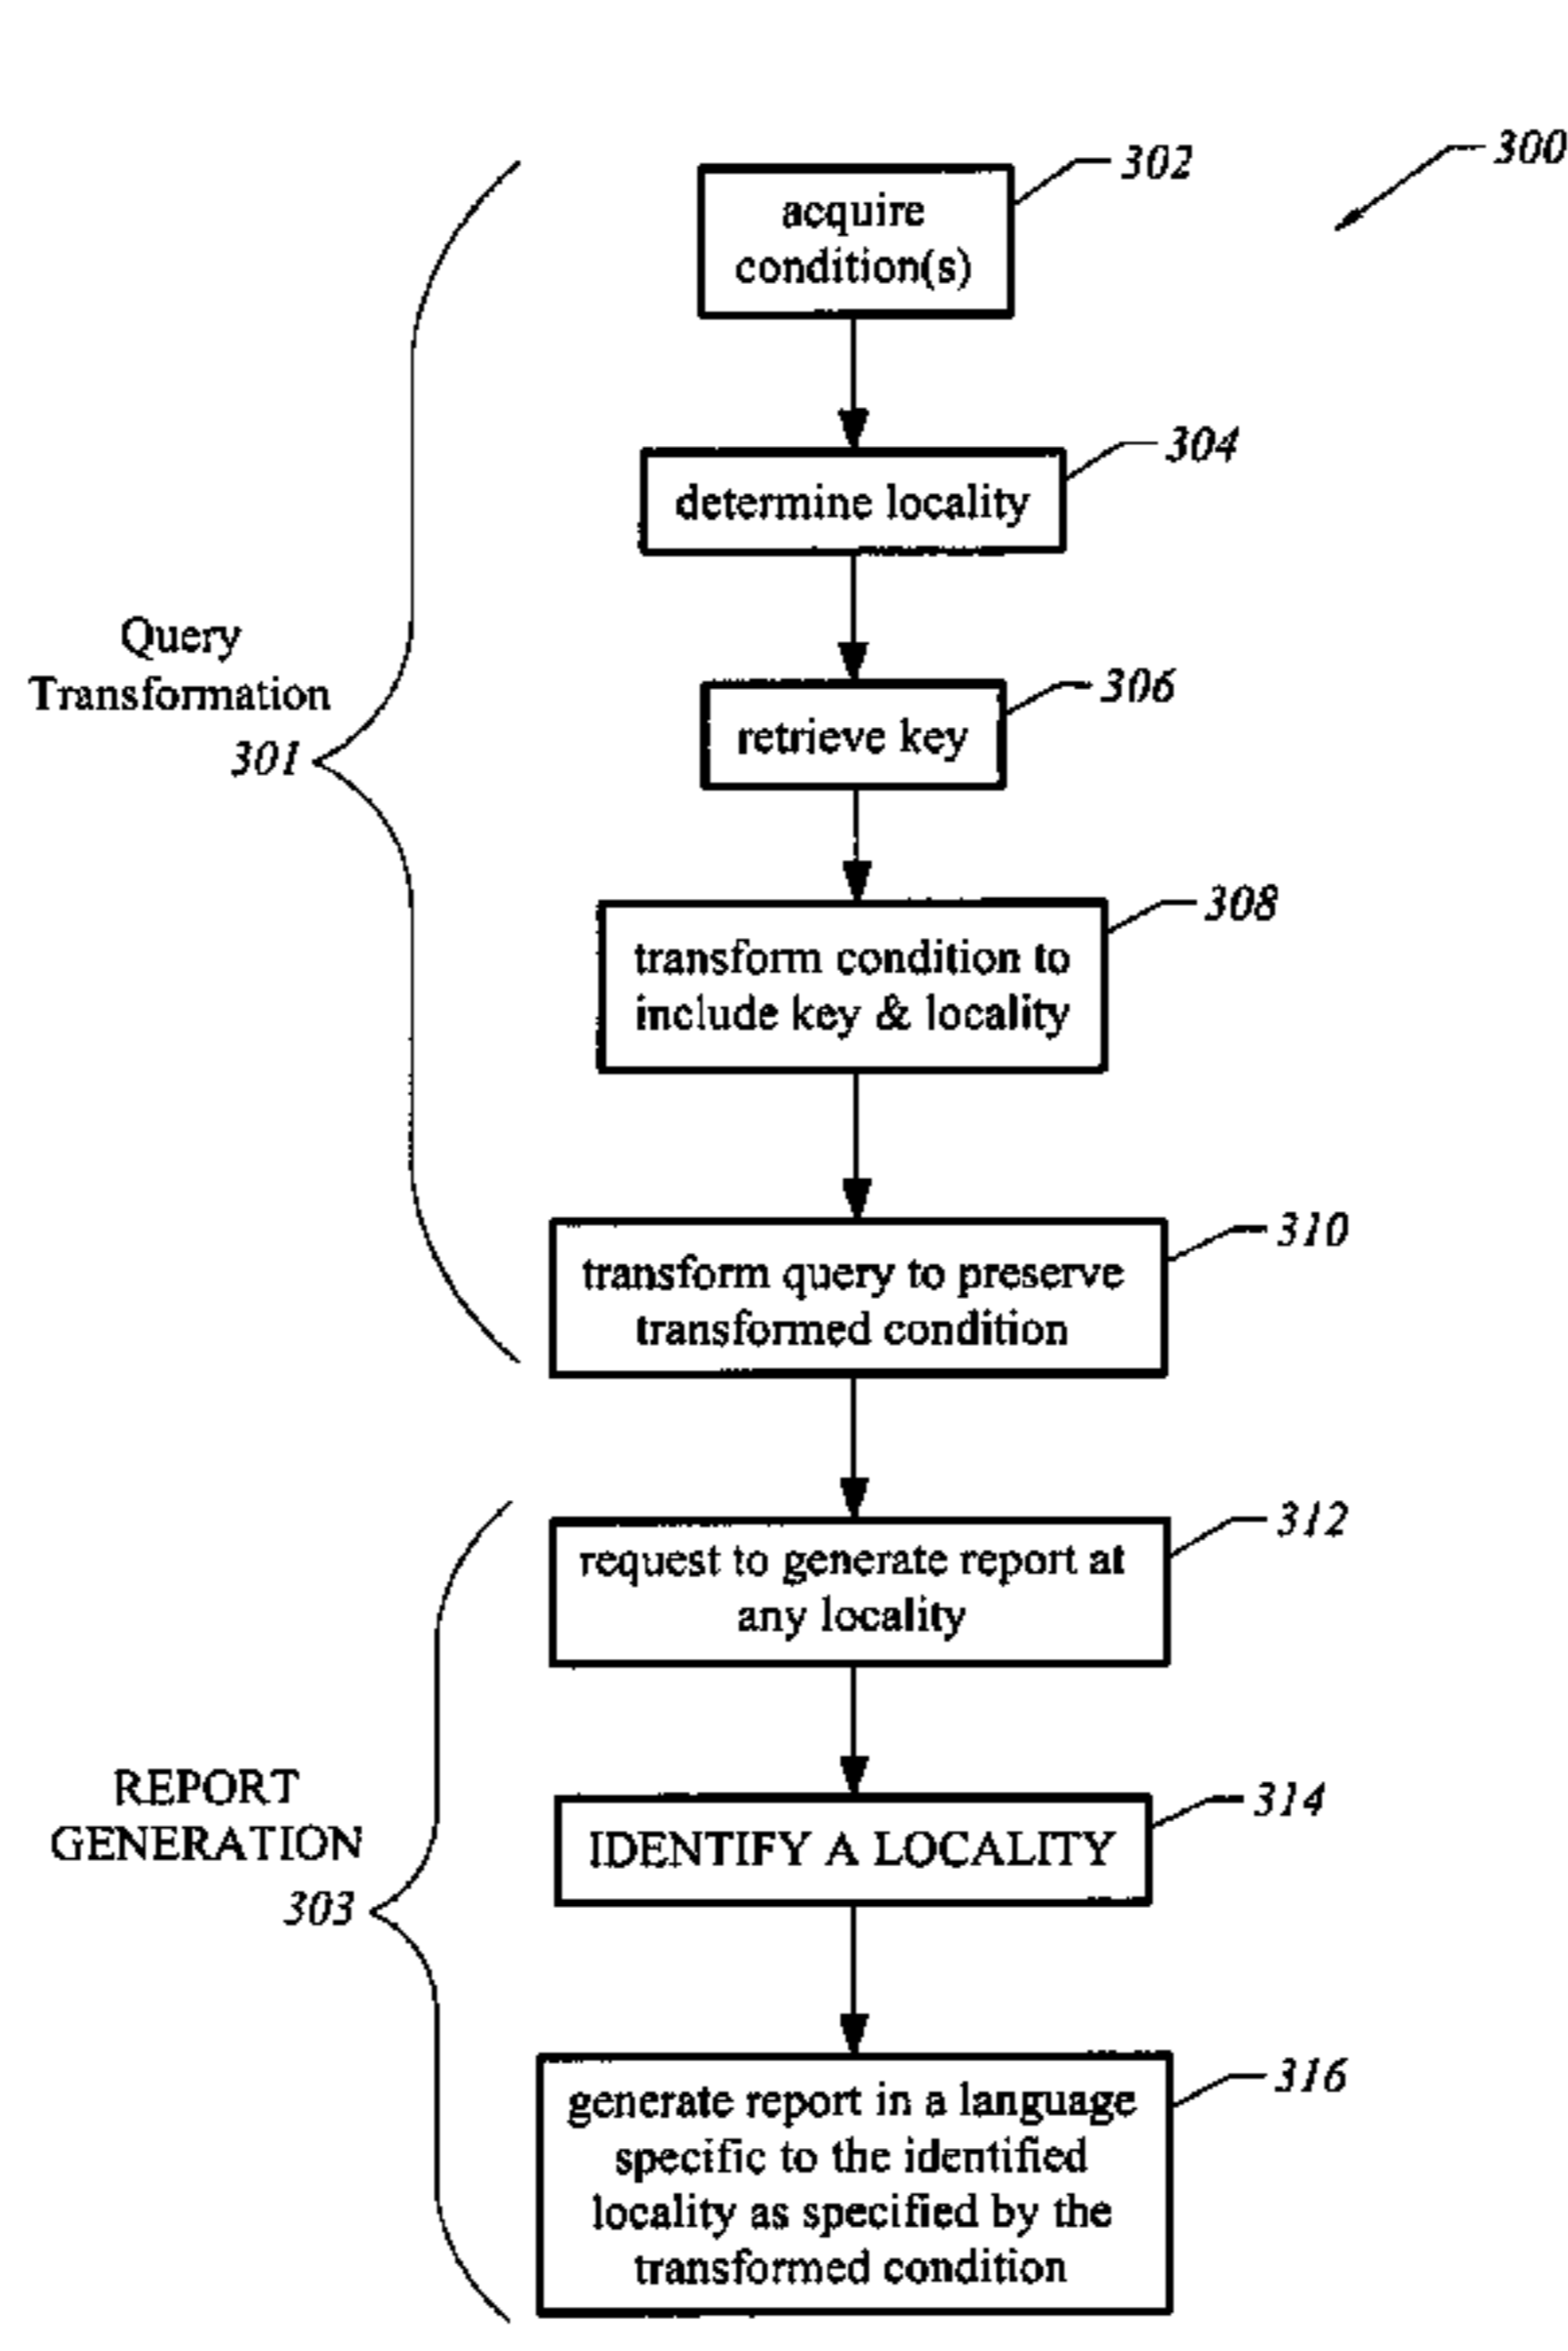 300
302
acquire
condition(s)
304
determine locality
306
retrieve key
Query
Transformation
301
308
transform condition to
include key & locality
310
transform query to preserve
transformed condition
312
request to generate report at
any locality
REPORT
GENERATION
303
314
IDENTIFY A LOCALITY
316
generate report in a language
specific to the identified
locality as specified by the
transformed condition